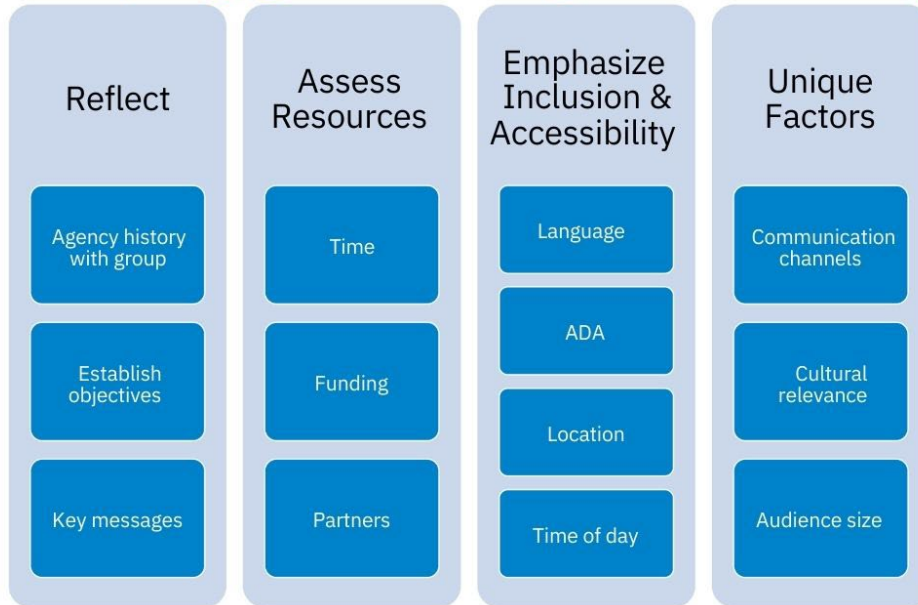 Reflect
Agency history
with group
Establish
objectives
Key messages
Assess
Resources
Time
Funding
Partners
Emphasize
Inclusion &
Accessibility
Language
ADA
Location
Time of day
Unique
Factors
Communication
channels
Cultural
relevance
Audience size